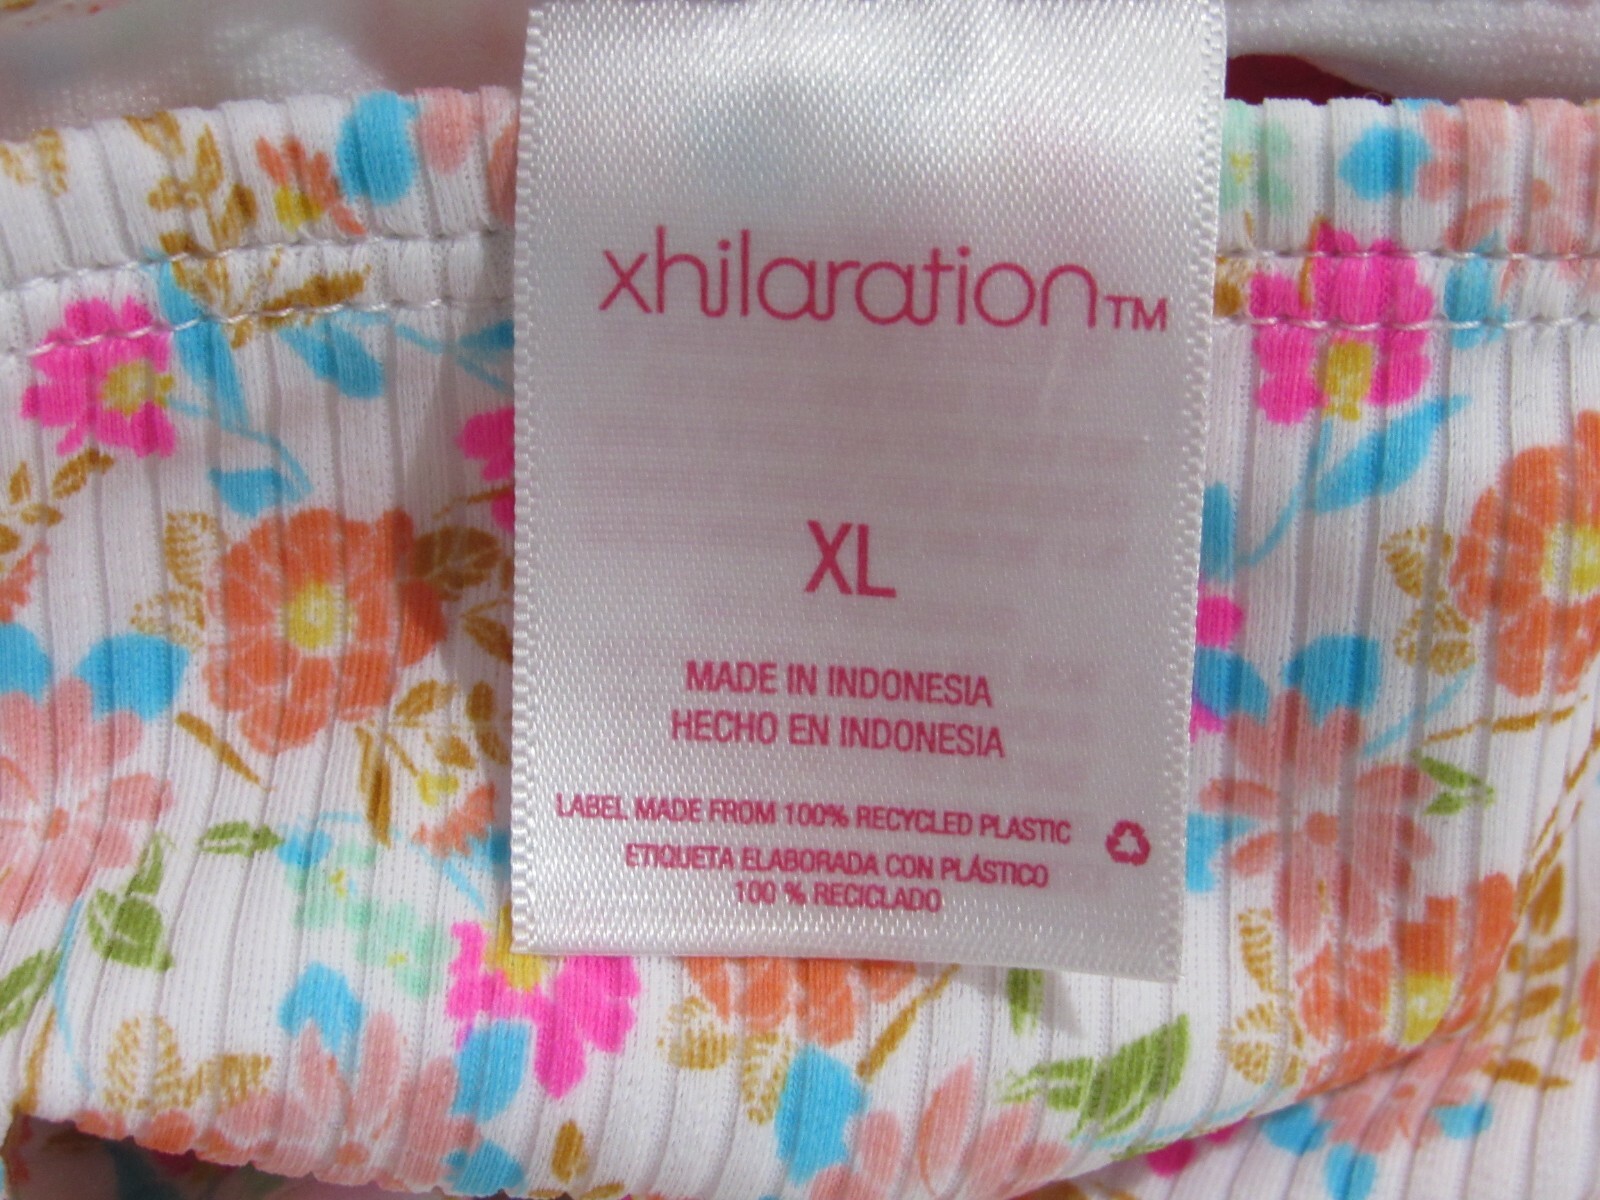 xhilaration™
XL
MADE IN INDONESIA
HECHO EN INDONESIA
LABEL MADE FROM 100% RECYCLED PLASTIC
ETIQUETA ELABORADA CON PLÁSTICO
100 % RECICLADO